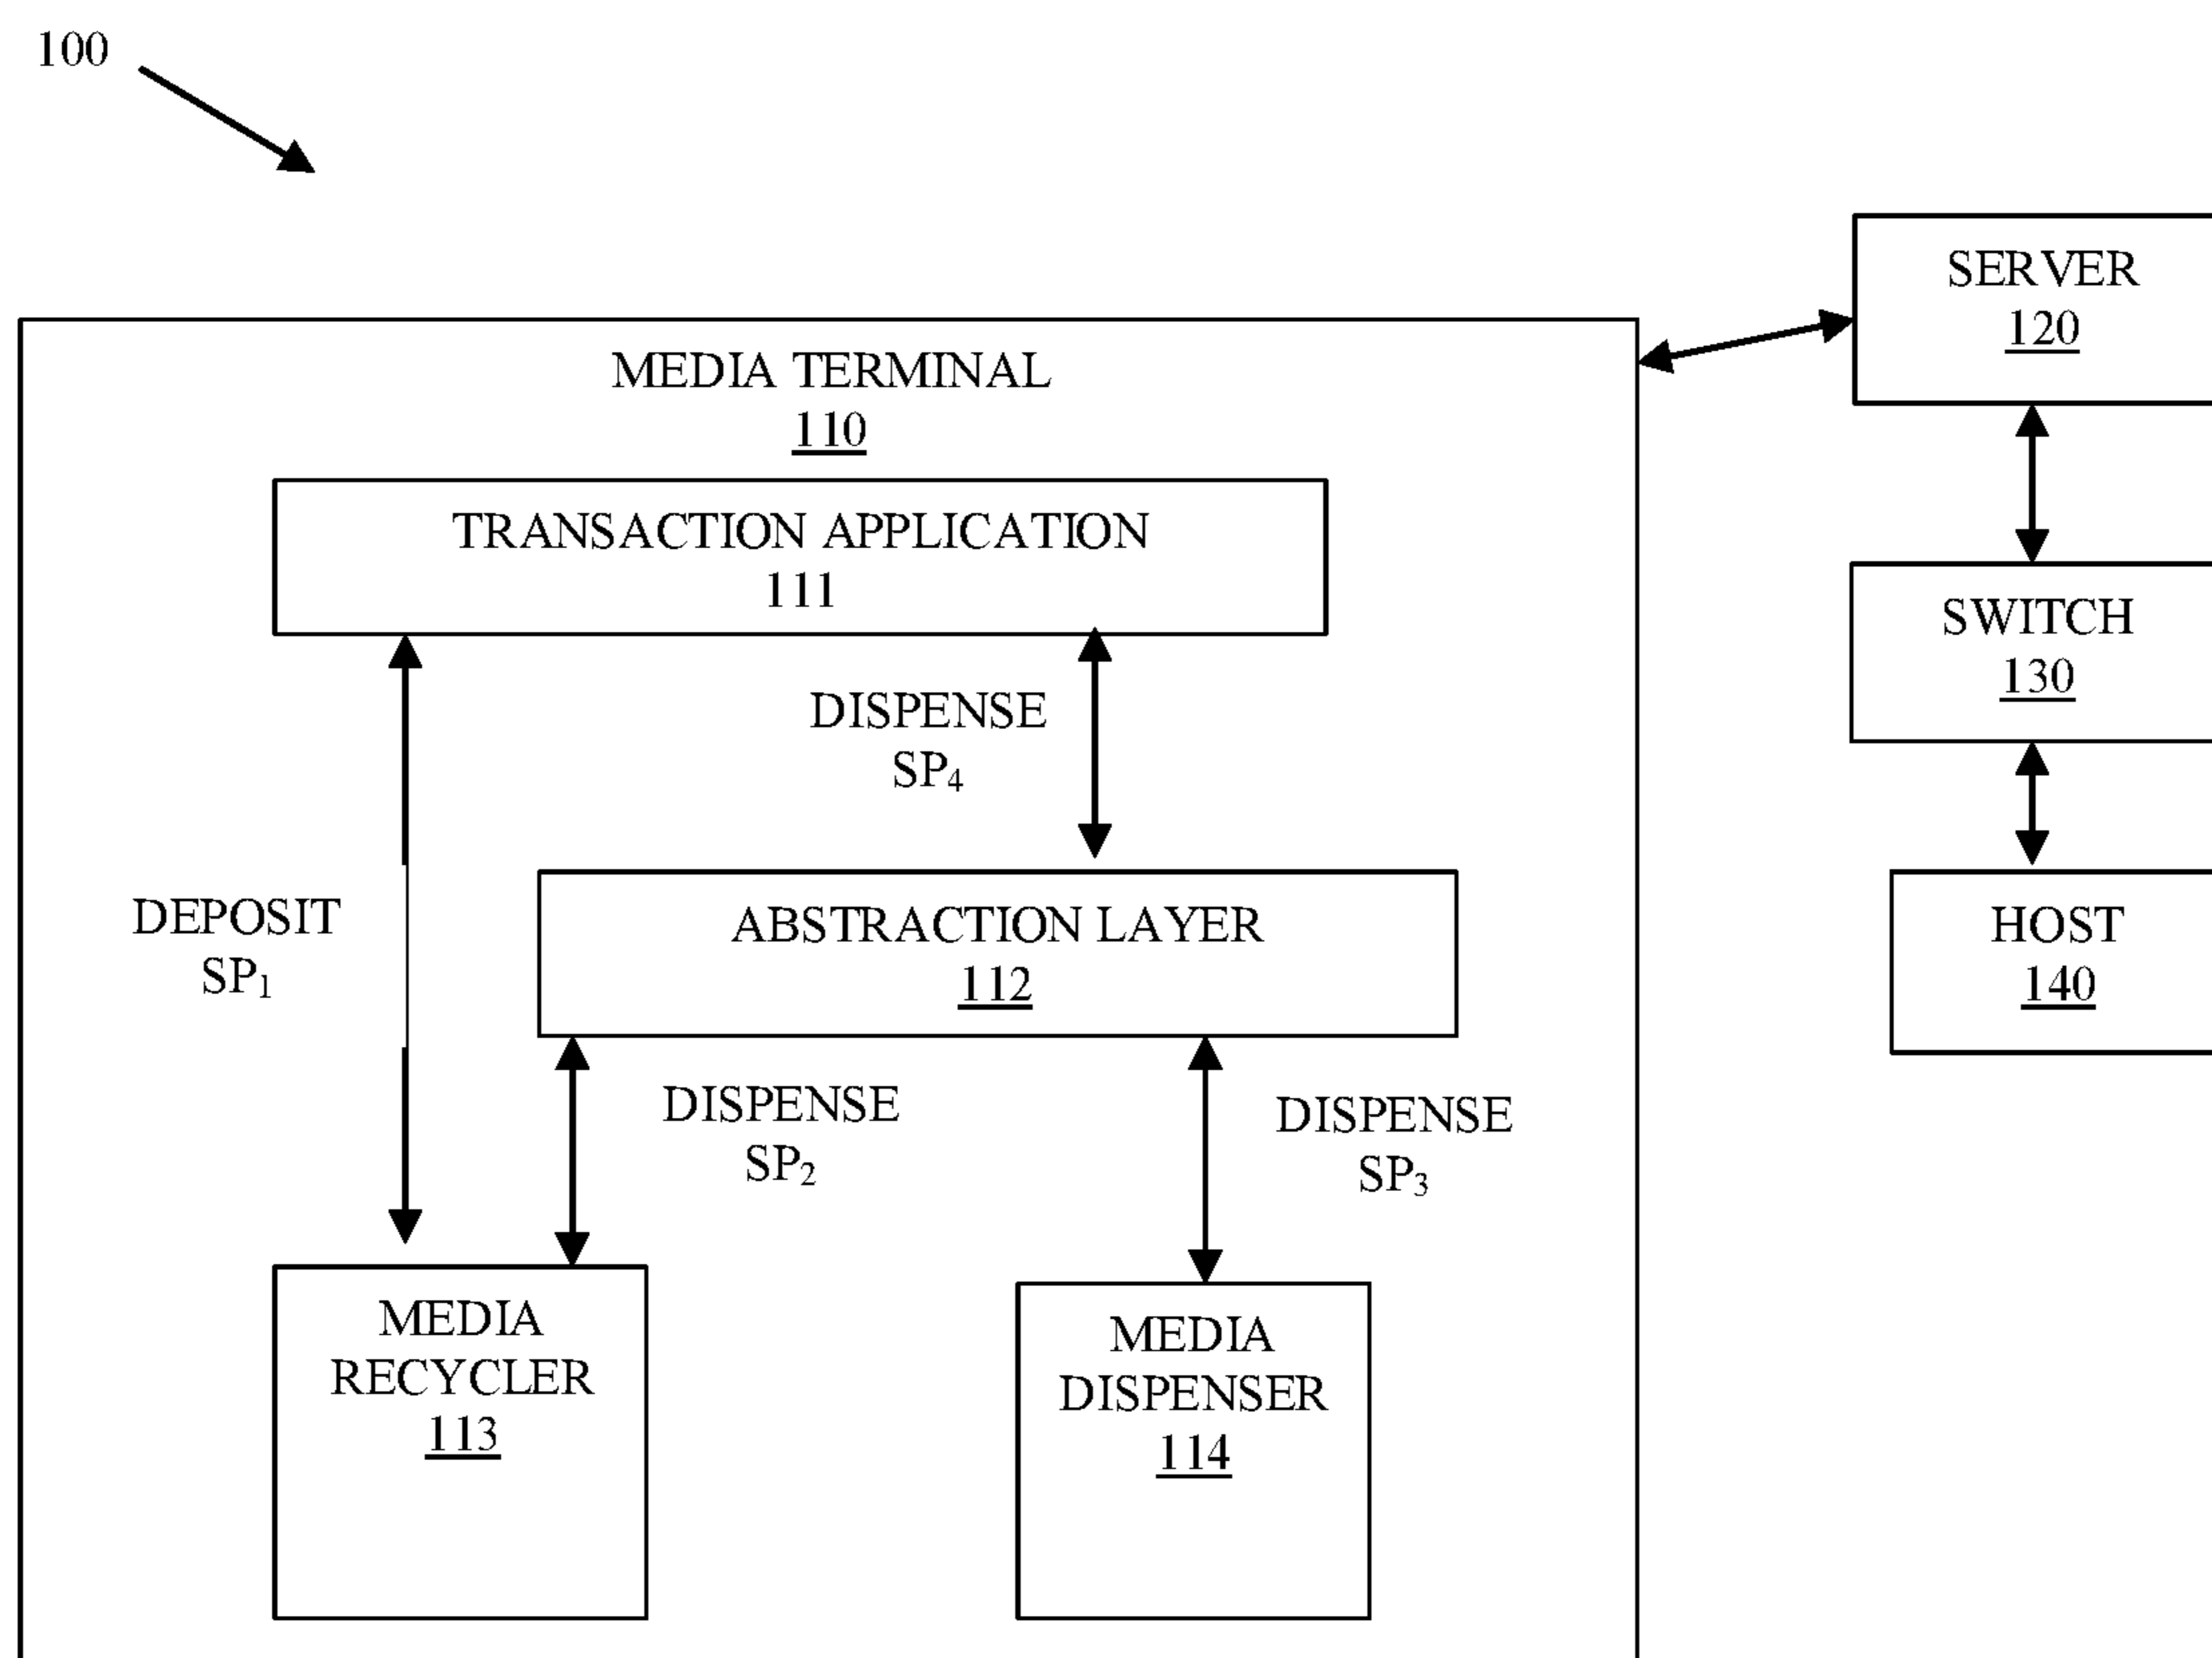 100
SERVER
120
MEDIA TERMINAL
110
TRANSACTION APPLICATION
111
SWITCH
130
DISPENSE
SP₄
DEPOSIT
SP₁
ABSTRACTION LAYER
112
HOST
140
DISPENSE
SP₂
DISPENSE
SP₃
MEDIA
RECYCLER
113
MEDIA
DISPENSER
114